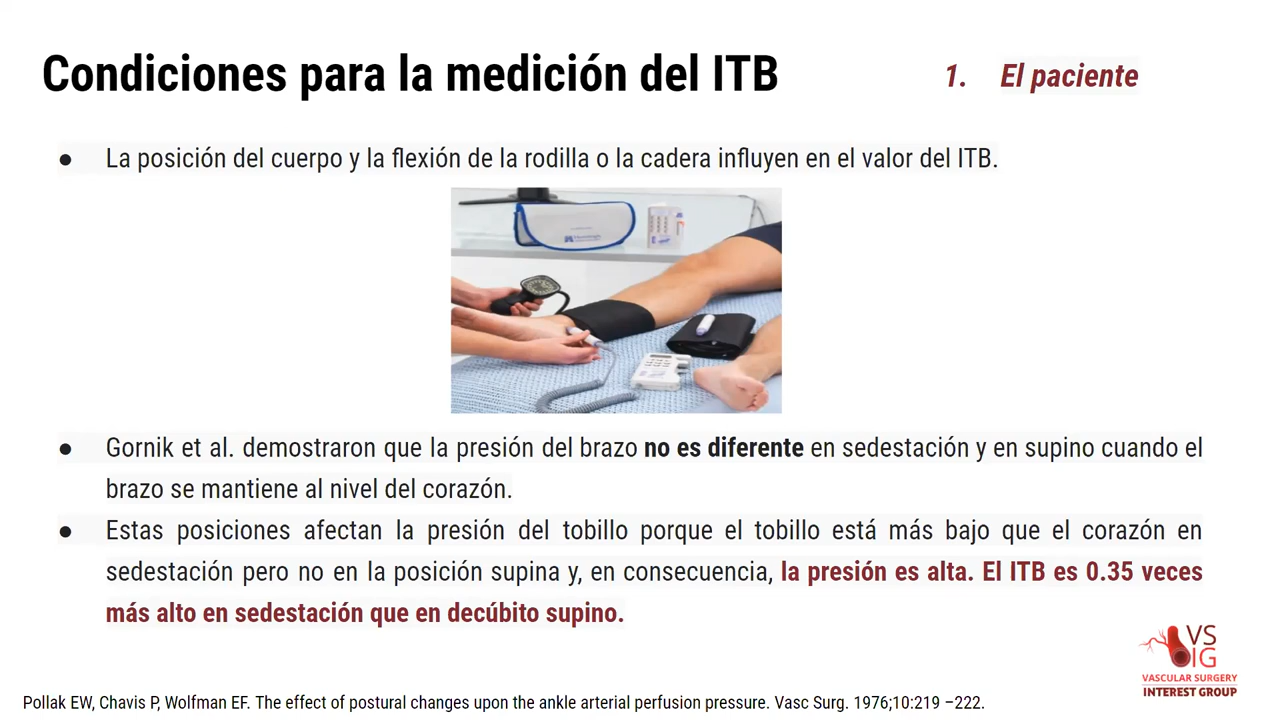 Condiciones para la medición del ITB
1. El paciente
● La posición del cuerpo y la flexión de la rodilla o la cadera influyen en el valor del ITB.
● Gornik et al. demostraron que la presión del brazo no es diferente en sedestación y en supino cuando el
brazo se mantiene al nivel del corazón.
● Estas posiciones afectan la presión del tobillo porque el tobillo está más bajo que el corazón en
sedestación pero no en la posición supina y, en consecuencia, la presión es alta. El ITB es 0.35 veces
más alto en sedestación que en decúbito supino.
VS
IG
VASCULAR SURGERY
INTEREST GROUP
Pollak EW, Chavis P, Wolfman EF. The effect of postural changes upon the ankle arterial perfusion pressure. Vasc Surg. 1976;10:219 –222.